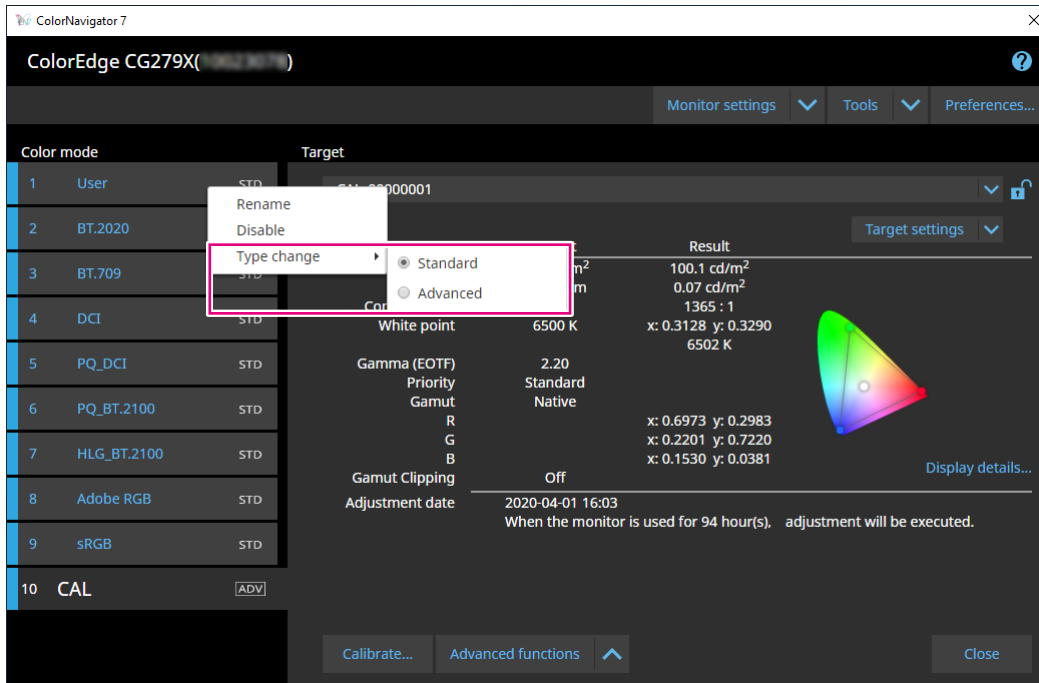 ColorNavigator 7
ColorEdge CG279X( )
Monitor settings Tools Preferences...
Color mode Target
1 User STD
00000001
Rename
Disable
Type change
Standard
Advanced
Target settings
2 BT.2020
Result
3 BT.709 STD
m2 100.1 cd/m2
m 0.07 cd/m2
1365 : 1
4 DCI STD
White point 6500 K x: 0.3128 y: 0.3290
6502 K
5 PQ_DCI STD
Gamma (EOTF) 2.20
Priority Standard
6 PQ_BT.2100 STD
Gamut Native
R x: 0.6973 y: 0.2983
G x: 0.2201 y: 0.7220
7 HLG_BT.2100 STD
B x: 0.1530 y: 0.0381
Display details...
Gamut Clipping Off
8 Adobe RGB STD
Adjustment date 2020-04-01 16:03
When the monitor is used for 94 hour(s), adjustment will be executed.
9 sRGB STD
10 CAL ADV
Calibrate... Advanced functions Close